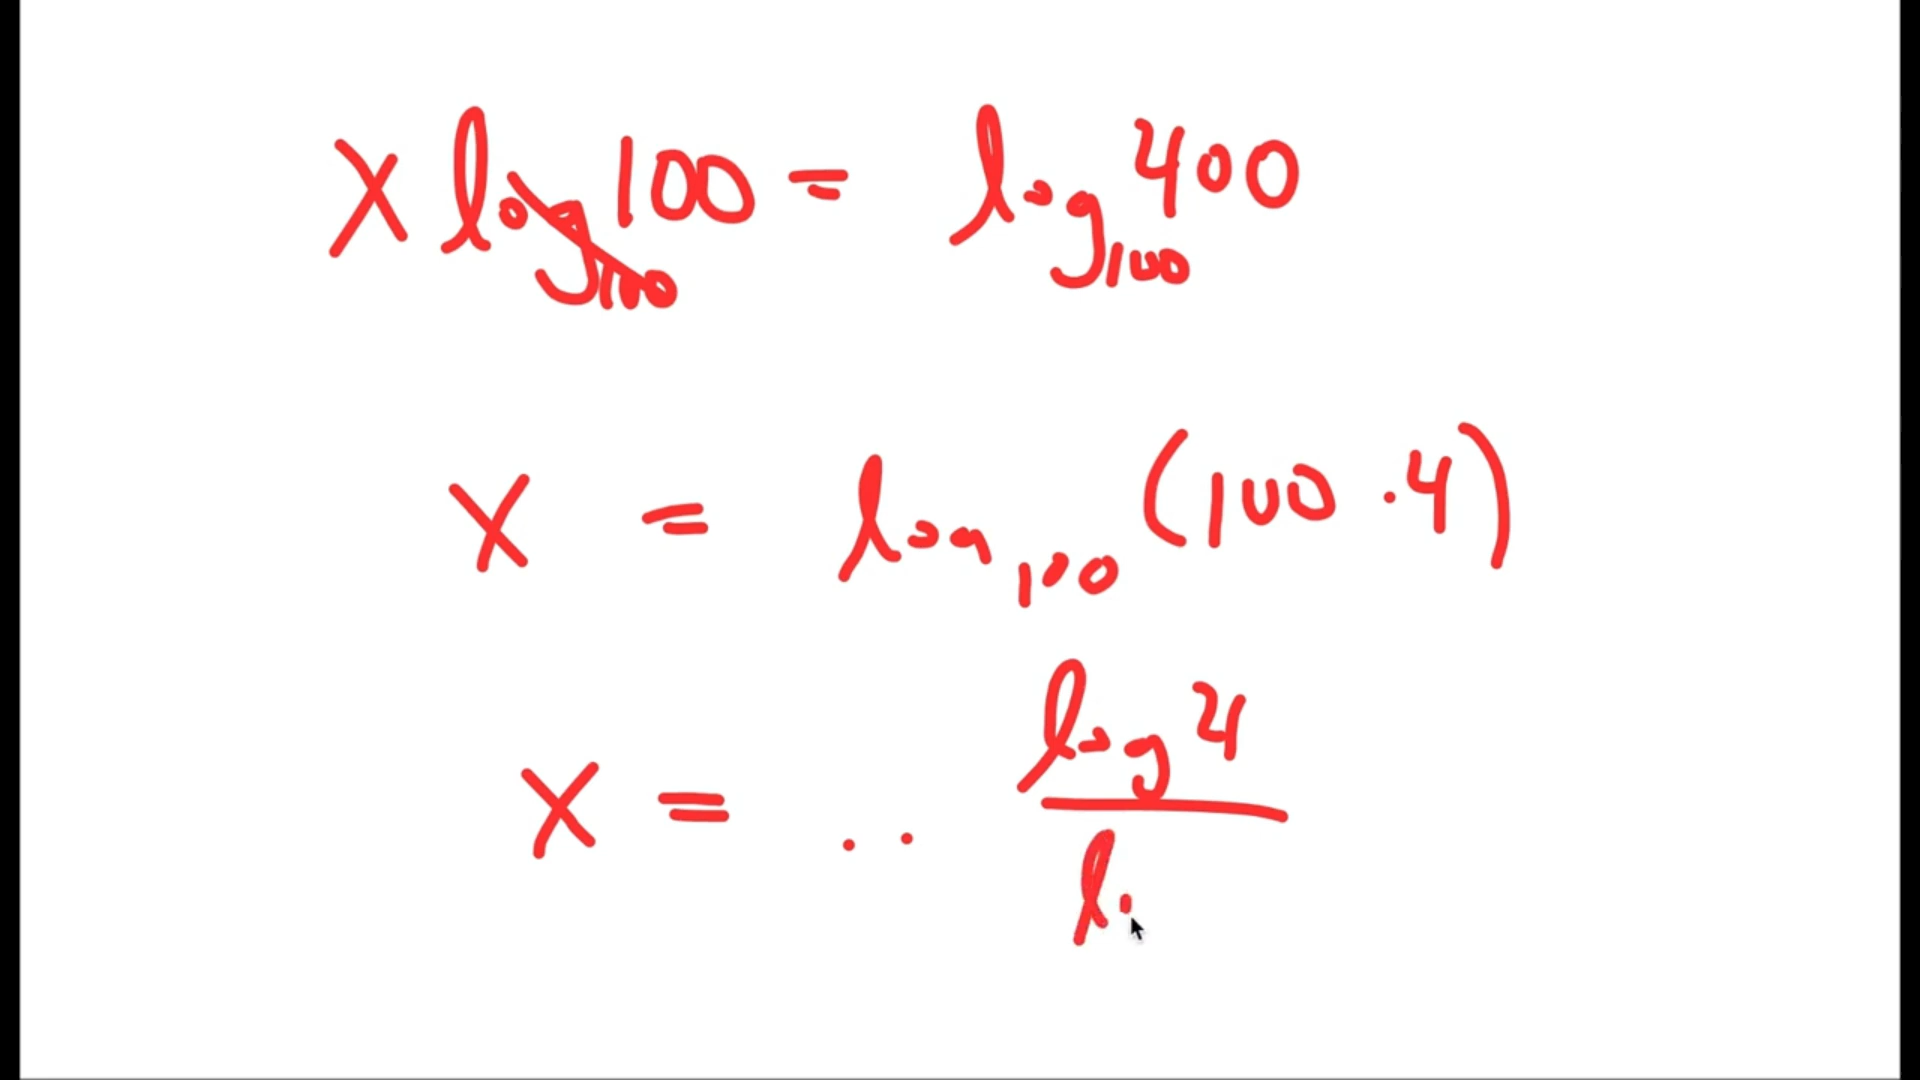 x log₁₀₀ 100 = log₁₀₀ 400
x = log₁₀₀ (100 · 4)
x = .. log 4 / l.